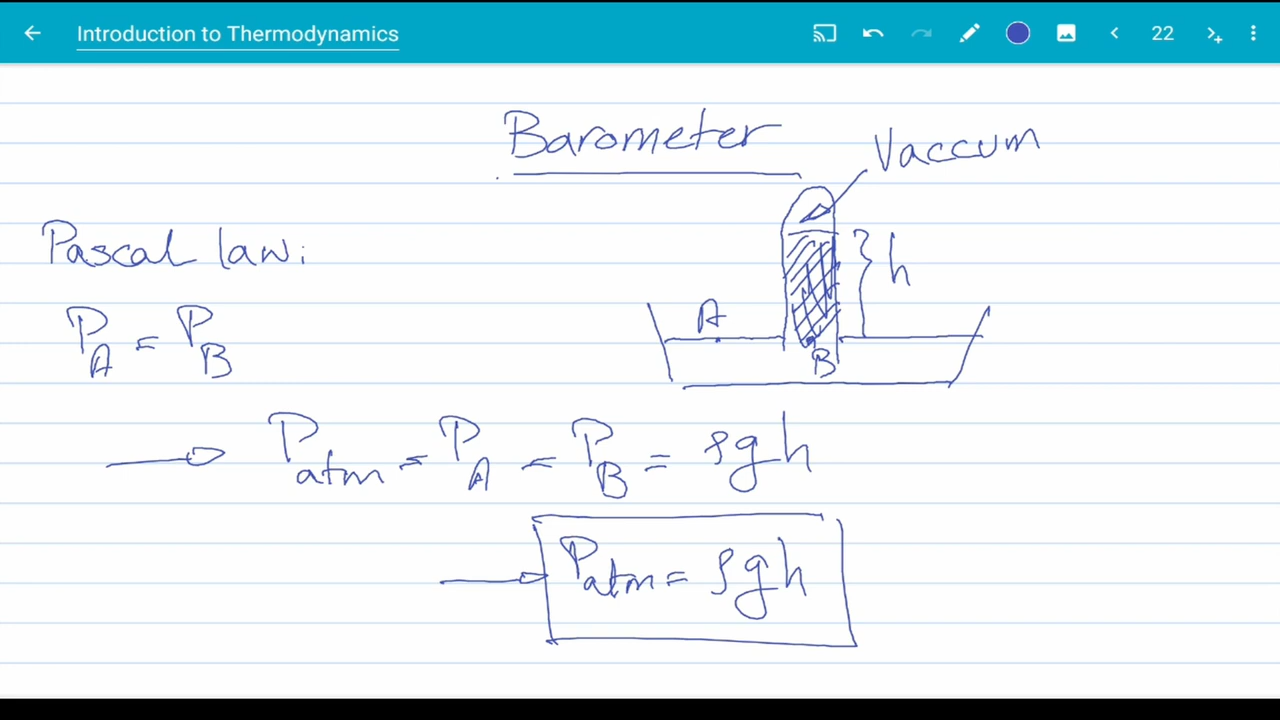 Introduction to Thermodynamics
22
Barometer
Vaccum
Pascal law:
h
A
P_A = P_B
B
P_atm = P_A = P_B = ρgh
P_atm = ρgh